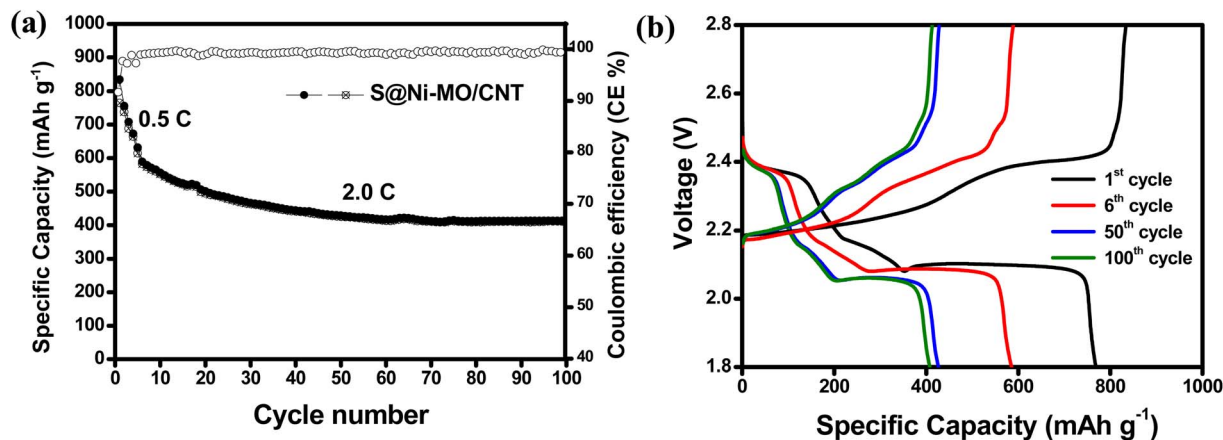 (a)
Specific Capacity (mAh g⁻¹)
1000
900
800
700
600
500
400
300
200
100
0
0.5 C
2.0 C
S@Ni-MO/CNT
100
90
80
70
60
50
40
Coulombic efficiency (CE %)
0 10 20 30 40 50 60 70 80 90 100
Cycle number
(b)
Voltage (V)
2.8
2.6
2.4
2.2
2.0
1.8
1ˢᵗ cycle
6ᵗʰ cycle
50ᵗʰ cycle
100ᵗʰ cycle
0 200 400 600 800 1000
Specific Capacity (mAh g⁻¹)